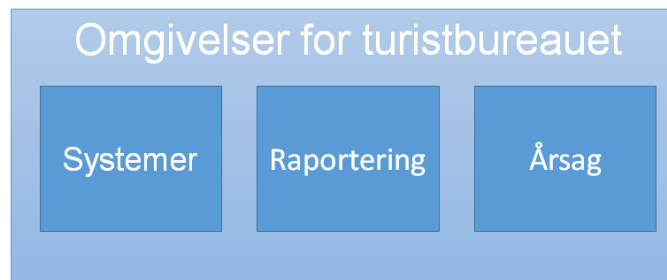 Omgivelser for turistbureauet
Systemer
Raportering
Årsag